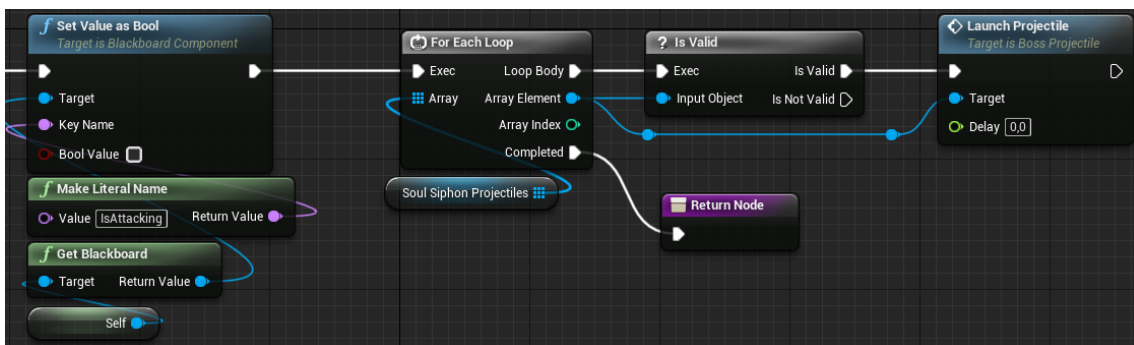 Set Value as Bool
Target is Blackboard Component
Target
Key Name
Bool Value
Make Literal Name
Value IsAttacking Return Value
Get Blackboard
Target Return Value
Self
For Each Loop
Exec Loop Body
Array Array Element
Array Index
Completed
Soul Siphon Projectiles
? Is Valid
Exec Is Valid
Input Object Is Not Valid
Return Node
Launch Projectile
Target is Boss Projectile
Target
Delay 0,0